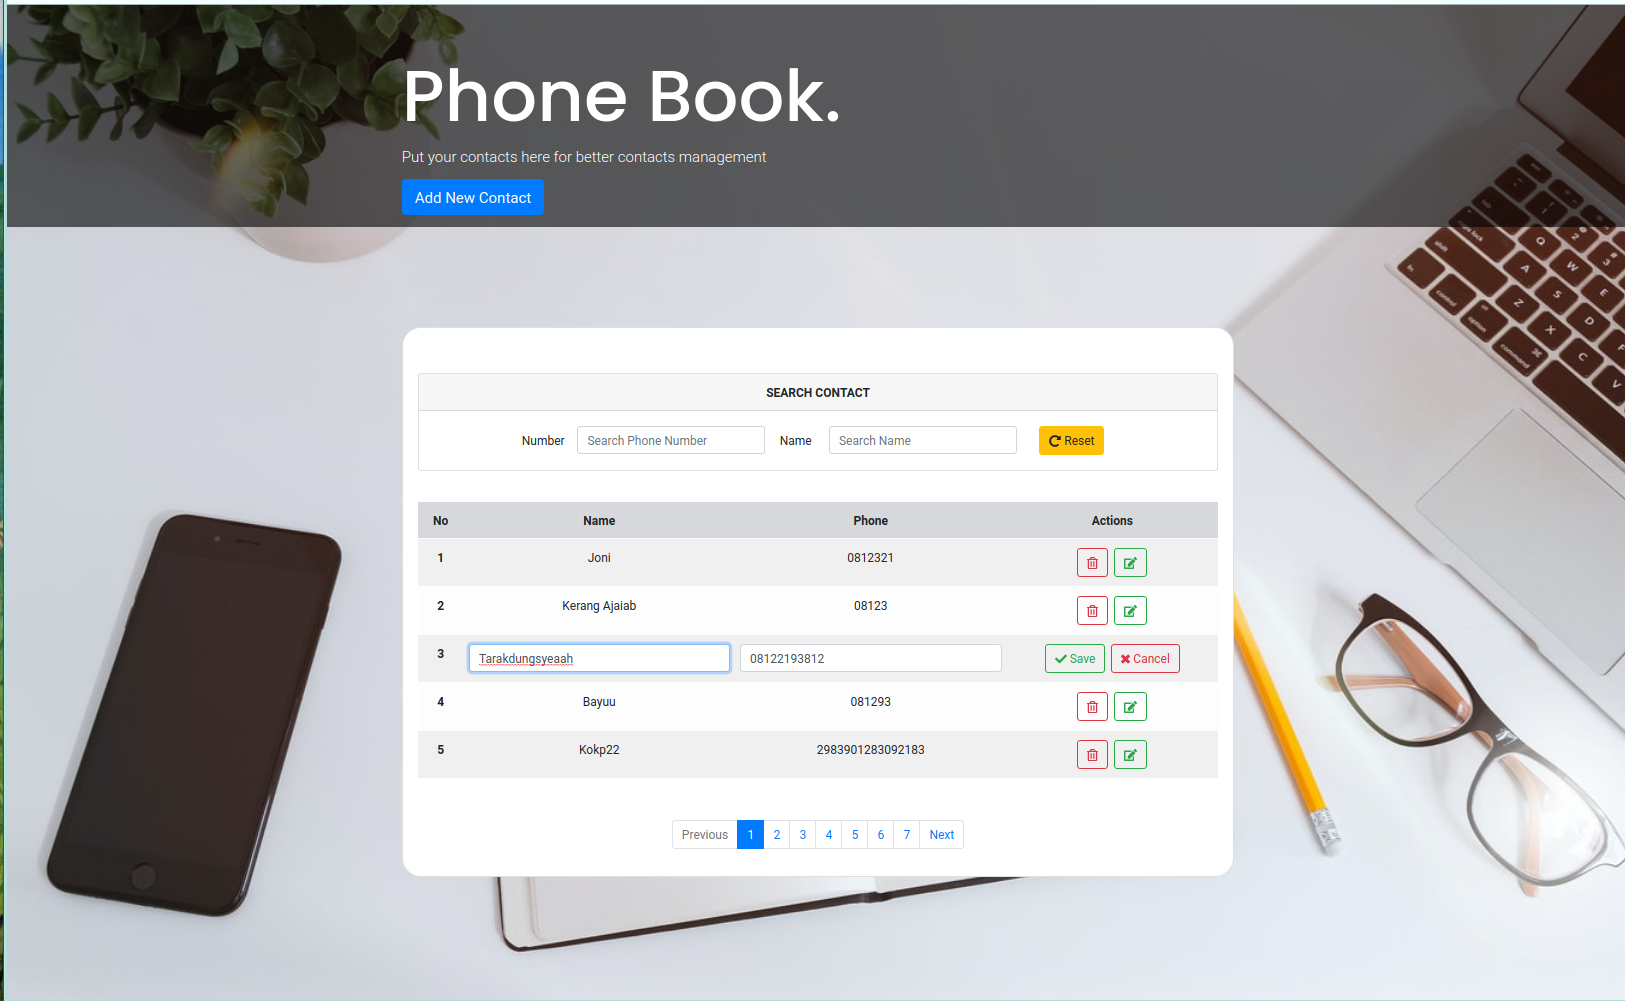 Phone Book.
Put your contacts here for better contacts management
Add New Contact
SEARCH CONTACT
Number Search Phone Number Name Search Name Reset
No Name Phone Actions
1 Joni 0812321
2 Kerang Ajaiab 08123
3 Tarakdungsyeaah 08122193812 Save Cancel
4 Bayuu 081293
5 Kokp22 2983901283092183
Previous 1 2 3 4 5 6 7 Next